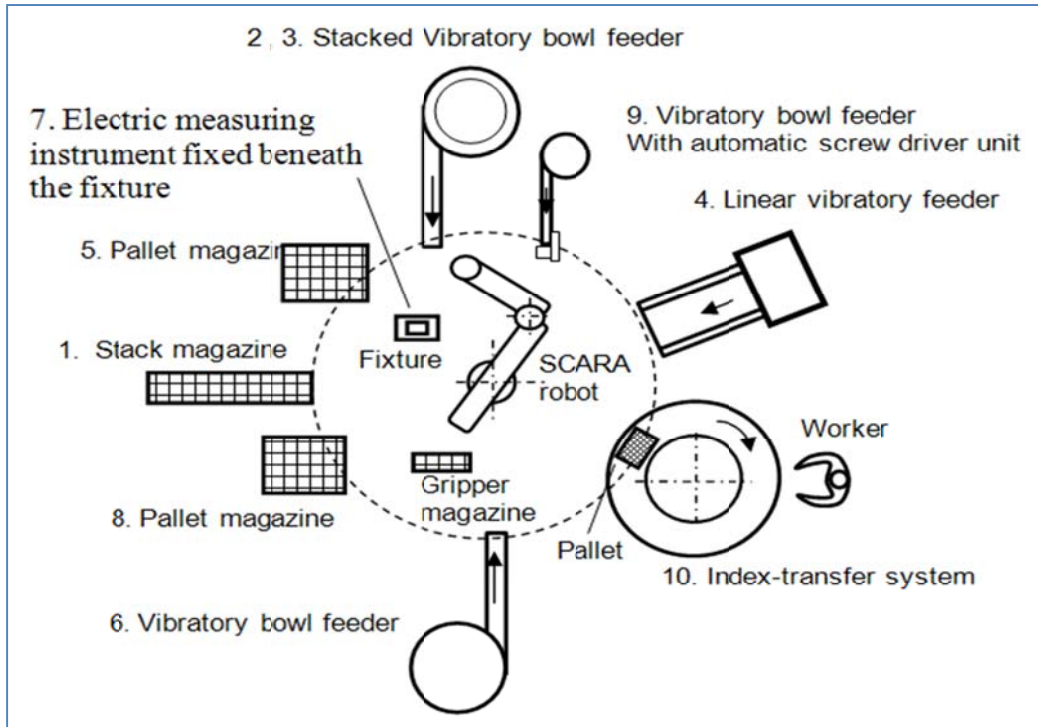 2, 3. Stacked Vibratory bowl feeder
7. Electric measuring
instrument fixed beneath
the fixture
9. Vibratory bowl feeder
With automatic screw driver unit
4. Linear vibratory feeder
5. Pallet magazin
1. Stack magazine
Fixture
SCARA
robot
Worker
Gripper
magazine
8. Pallet magazine
Pallet
10. Index-transfer system
6. Vibratory bowl feeder